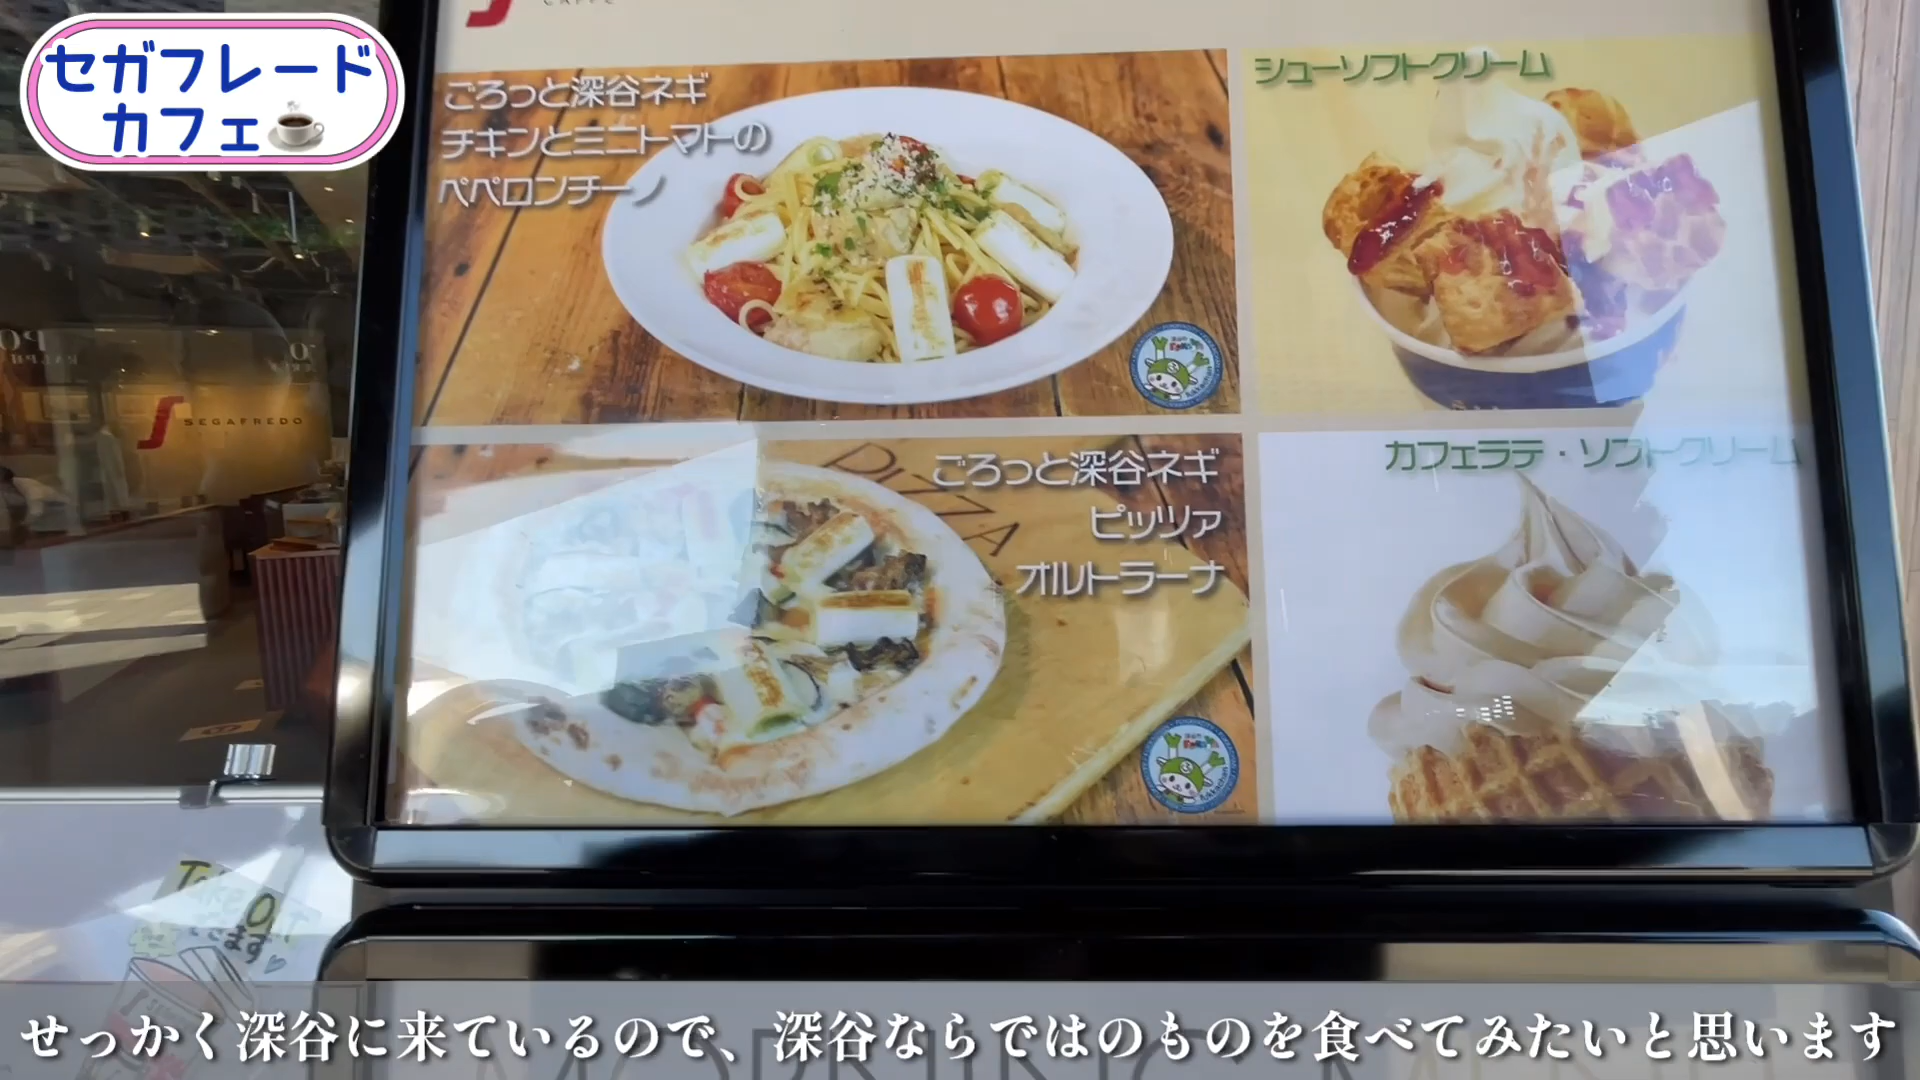 セガフレード
カフェ
CAFFE
ごろっと深谷ネギ
チキンとミニトマトの
ペペロンチーノ
シューソフトクリーム
SEGAFREDO
PIZZA
ごろっと深谷ネギ
ピッツァ
オルトラーナ
カフェラテ・ソフトクリーム
Take Out
ます♡
せっかく深谷に来ているので、深谷ならではのものを食べてみたいと思います